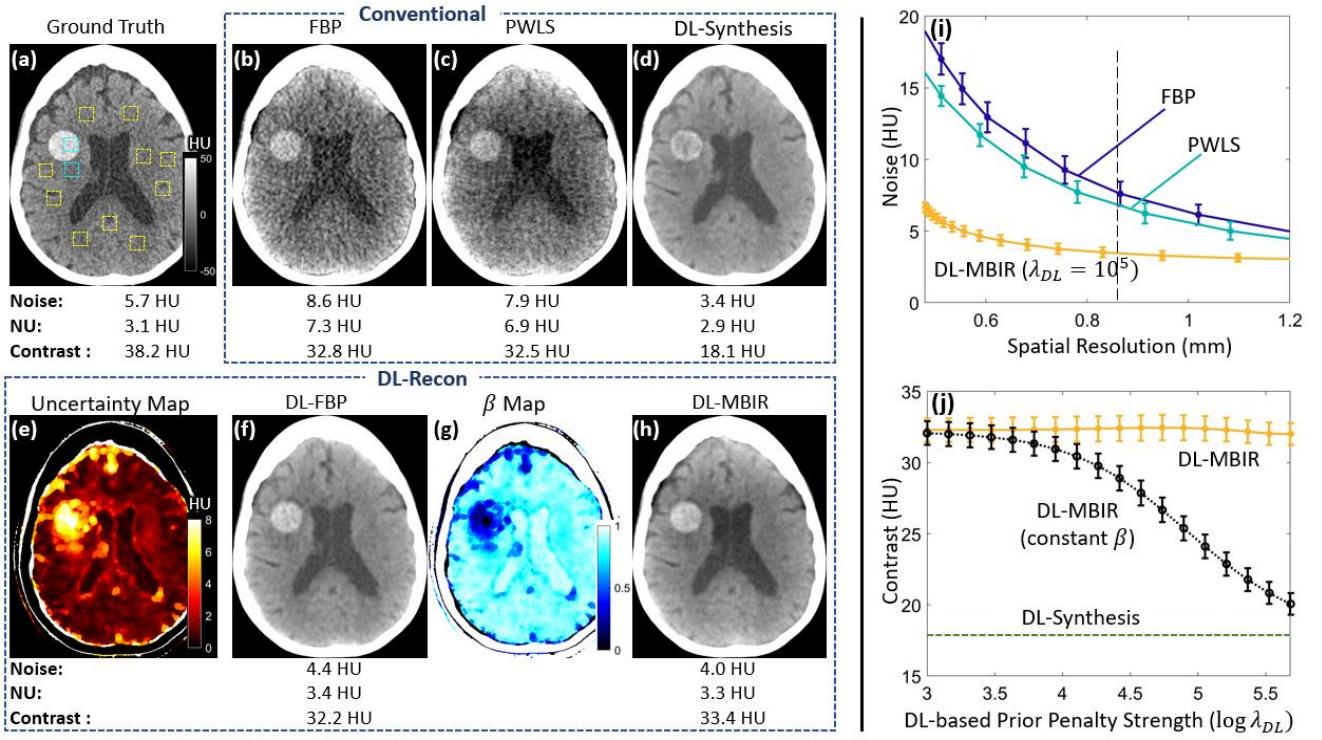 Conventional
Ground Truth
FBP
PWLS
DL-Synthesis
(a)
(b)
(c)
(d)
HU
50
0
-50
Noise: 5.7 HU 8.6 HU 7.9 HU 3.4 HU
NU: 3.1 HU 7.3 HU 6.9 HU 2.9 HU
Contrast : 38.2 HU 32.8 HU 32.5 HU 18.1 HU
DL-Recon
Uncertainty Map
DL-FBP
β Map
DL-MBIR
(e)
(f)
(g)
(h)
HU
8
6
4
2
0
1
0.5
0
Noise: 4.4 HU 4.0 HU
NU: 3.4 HU 3.3 HU
Contrast : 32.2 HU 33.4 HU
(i)
20
15
10
5
0
Noise (HU)
FBP
PWLS
DL-MBIR (λ_DL = 10^5)
0.6 0.8 1 1.2
Spatial Resolution (mm)
(j)
35
30
25
20
15
Contrast (HU)
DL-MBIR
DL-MBIR
(constant β)
DL-Synthesis
3 3.5 4 4.5 5 5.5
DL-based Prior Penalty Strength (log λ_DL)